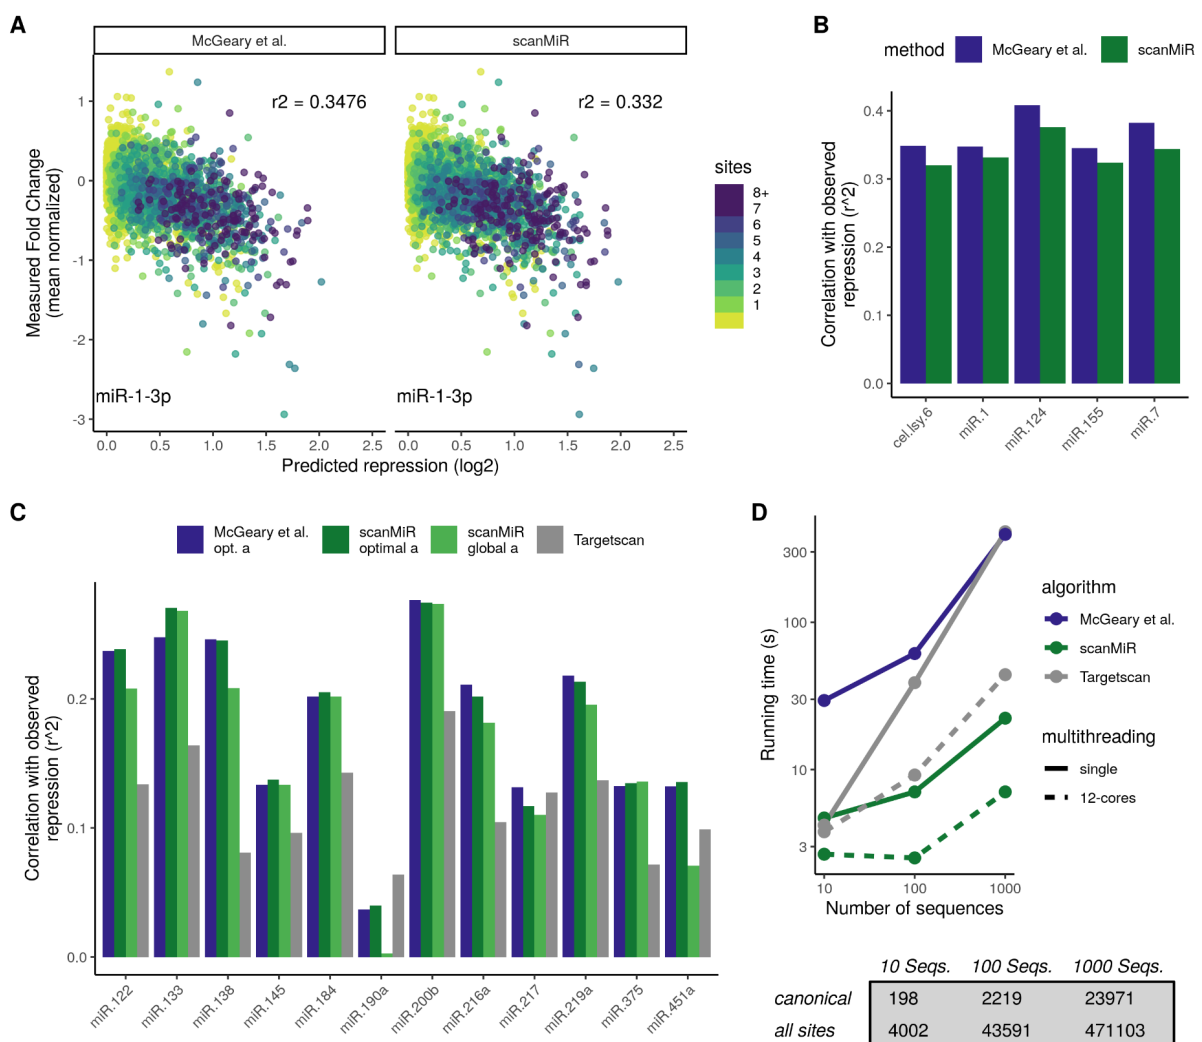 A
McGeary et al.
scanMiR
r2 = 0.3476
r2 = 0.332
1
0
-1
-2
-3
Measured Fold Change
(mean normalized)
miR-1-3p
miR-1-3p
0.0 0.5 1.0 1.5 2.0 2.5
0.0 0.5 1.0 1.5 2.0 2.5
Predicted repression (log2)
sites
8+
7
6
5
4
3
2
1
B
method McGeary et al. scanMiR
Correlation with observed
repression (r^2)
0.4
0.3
0.2
0.1
0.0
cel.lsy.6
miR.1
miR.124
miR.155
miR.7
C
McGeary et al.
opt. a
scanMiR
optimal a
scanMiR
global a
Targetscan
Correlation with observed
repression (r^2)
0.2
0.1
0.0
miR.122
miR.133
miR.138
miR.145
miR.184
miR.190a
miR.200b
miR.216a
miR.217
miR.219a
miR.375
miR.451a
D
Running time (s)
300
100
30
10
3
10 100 1000
Number of sequences
algorithm
McGeary et al.
scanMiR
Targetscan
multithreading
single
12-cores
10 Seqs. 100 Seqs. 1000 Seqs.
canonical 198 2219 23971
all sites 4002 43591 471103